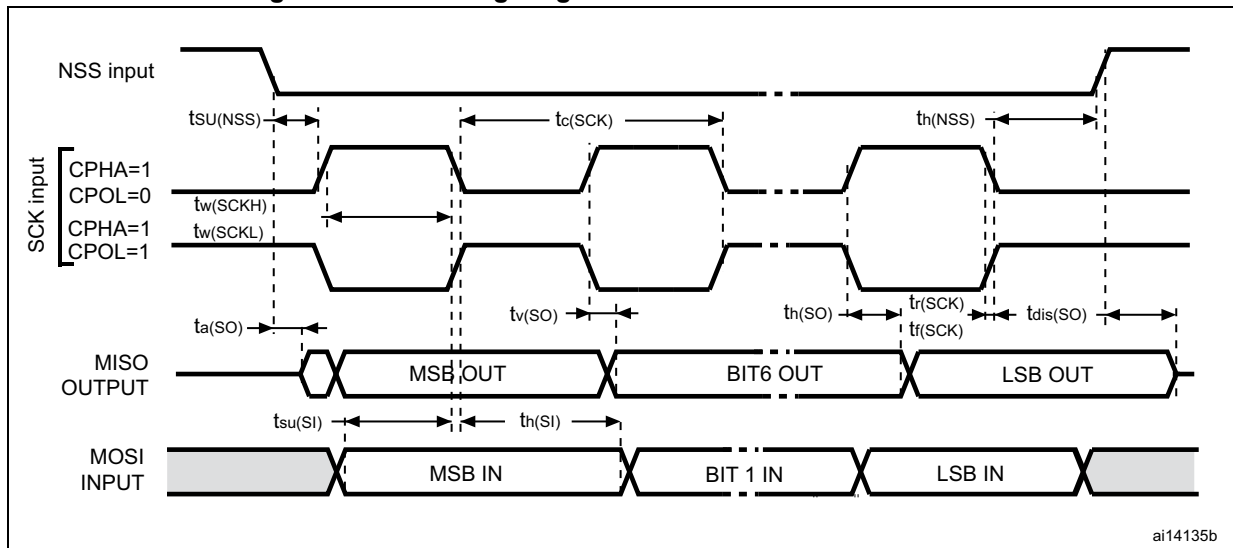 NSS input
tSU(NSS)
tc(SCK)
th(NSS)
SCK input
CPHA=1
CPOL=0
tw(SCKH)
CPHA=1
tw(SCKL)
CPOL=1
ta(SO)
tv(SO)
th(SO)
tr(SCK)
tf(SCK)
tdis(SO)
MISO
OUTPUT
MSB OUT
BIT6 OUT
LSB OUT
tsu(SI)
th(SI)
MOSI
INPUT
MSB IN
BIT 1 IN
LSB IN
ai14135b